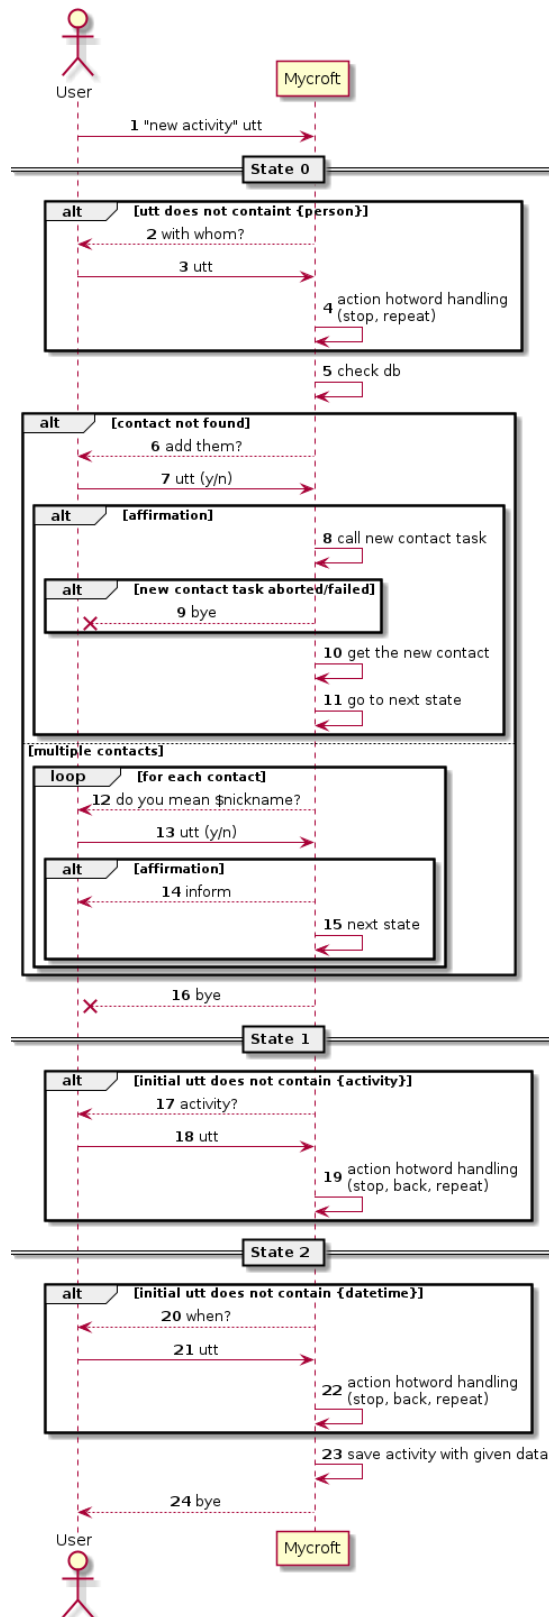 User
Mycroft
1 "new activity" utt
State 0
alt [utt does not containt {person}]
2 with whom?
3 utt
4 action hotword handling
(stop, repeat)
5 check db
alt [contact not found]
6 add them?
7 utt (y/n)
alt [affirmation]
8 call new contact task
alt [new contact task aborted/failed]
9 bye
10 get the new contact
11 go to next state
[multiple contacts]
loop [for each contact]
12 do you mean $nickname?
13 utt (y/n)
alt [affirmation]
14 inform
15 next state
16 bye
State 1
alt [initial utt does not contain {activity}]
17 activity?
18 utt
19 action hotword handling
(stop, back, repeat)
State 2
alt [initial utt does not contain {datetime}]
20 when?
21 utt
22 action hotword handling
(stop, back, repeat)
23 save activity with given data
24 bye
User
Mycroft